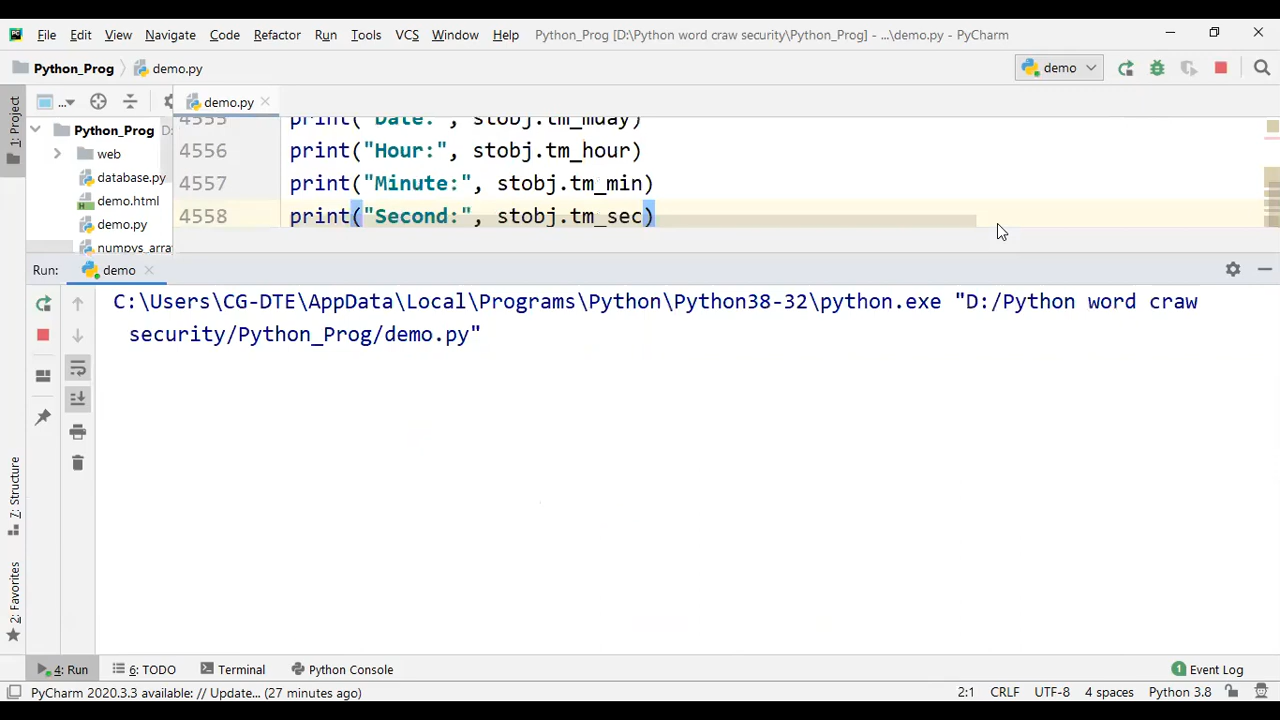 File Edit View Navigate Code Refactor Run Tools VCS Window Help Python_Prog [D:\Python word craw security\Python_Prog] - ...\demo.py - PyCharm
Python_Prog demo.py demo
1: Project
... demo.py
Python_Prog D:
web
database.py
demo.html
demo.py
numpys_arra
4555 print("Date:", stobj.tm_mday)
4556 print("Hour:", stobj.tm_hour)
4557 print("Minute:", stobj.tm_min)
4558 print("Second:", stobj.tm_sec)
Run: demo
C:\Users\CG-DTE\AppData\Local\Programs\Python\Python38-32\python.exe "D:/Python word craw
security/Python_Prog/demo.py"
7: Structure
2: Favorites
4: Run 6: TODO Terminal Python Console 1 Event Log
PyCharm 2020.3.3 available: // Update... (27 minutes ago) 2:1 CRLF UTF-8 4 spaces Python 3.8